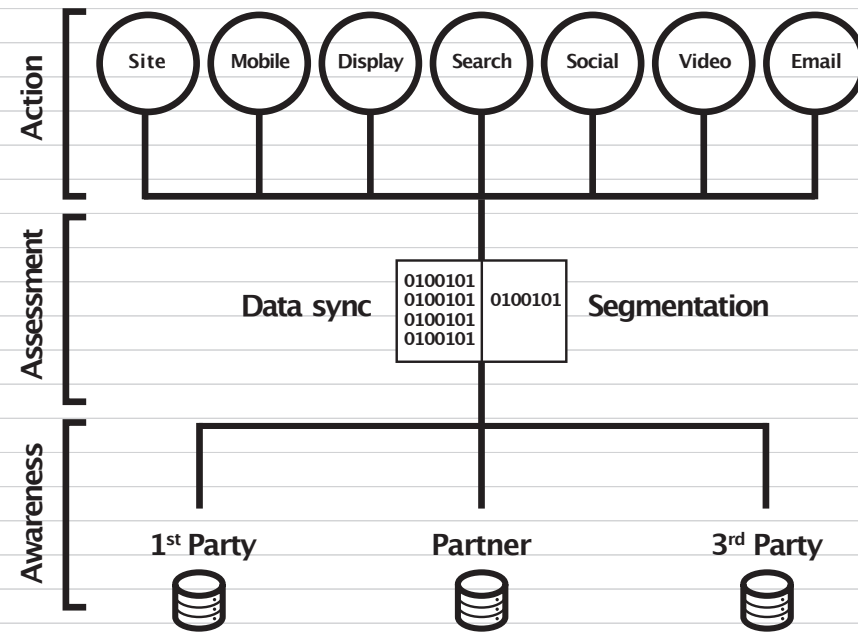 Action
Site
Mobile
Display
Search
Social
Video
Email
Assessment
Data sync
0100101
0100101
0100101
0100101
0100101
Segmentation
Awareness
1st Party
Partner
3rd Party